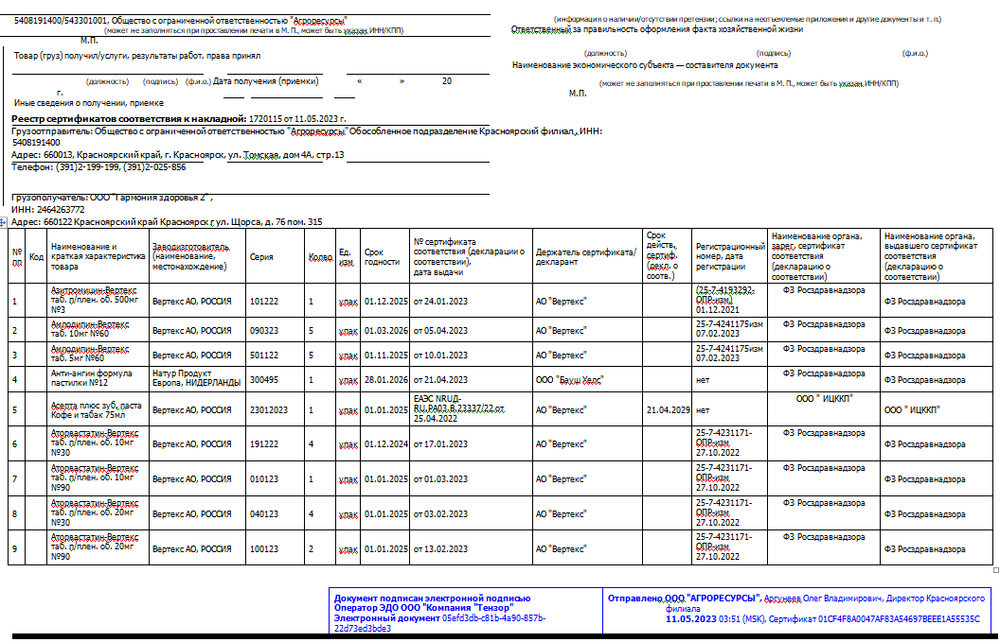 5408191400/543301001, Общество с ограниченной ответственностью "Агроресурсы"
(может не заполняться при проставлении печати в М. П., может быть указан ИНН/КПП)
М.П.
Товар (груз) получил/услуги, результаты работ, права принял
(должность) (подпись) (ф.и.о.) Дата получения (приемки) « » 20
г.
Иные сведения о получении, приемке
(информация о наличии/отсутствии претензии; ссылки на неотъемлемые приложения и другие документы и т. п.)
Ответственный за правильность оформления факта хозяйственной жизни
(должность) (подпись) (ф.и.о.)
Наименование экономического субъекта — составителя документа
(может не заполняться при проставлении печати в М. П., может быть указан ИНН/КПП)
М.П.
Реестр сертификатов соответствия к накладной: 1720115 от 11.05.2023 г.
Грузоотправитель: Общество с ограниченной ответственностью "Агроресурсы" Обособленное подразделение Красноярский филиал , ИНН:
5408191400
Адрес: 660013, Красноярский край, г. Красноярск, ул. Томская, дом 4А, стр.13
Телефон: (391)2-199-199, (391)2-025-856
Грузополучатель: ООО "Гармония здоровья 2" ,
ИНН: 2464263772
Адрес: 660122 Красноярский край Красноярск г ул. Щорса, д. 76 пом. 315
№ пп Код Наименование и краткая характеристика товара Заводизготовитель (наименование, местонахождение) Серия Колво Ед. изм Срок годности № сертификата соответствия (декларации о соответствии), дата выдачи Держатель сертификата/ декларант Срок действ, сертиф. (декл. о соотв.) Регистрационный номер, дата регистрации Наименование органа, зарег, сертификат соответствия (декларацию о соответствии) Наименование органа, выдавшего сертификат соответствия (декларацию о соответствии)
1 Азитромицин-Вертекс таб. п/плен. об. 500мг №3 Вертекс АО, РОССИЯ 101222 1 упак 01.12.2025 от 24.01.2023 АО "Вертекс" (25-7-4193292-ОПР-изм.) 01.12.2021 ФЗ Росздравнадзора ФЗ Росздравнадзора
2 Амлодипин-Вертекс таб. 10мг №60 Вертекс АО, РОССИЯ 090323 5 упак 01.03.2026 от 05.04.2023 АО "Вертекс" 25-7-4241175изм 07.02.2023 ФЗ Росздравнадзора ФЗ Росздравнадзора
3 Амлодипин-Вертекс таб. 5мг №60 Вертекс АО, РОССИЯ 501122 5 упак 01.11.2025 от 10.01.2023 АО "Вертекс" 25-7-4241175изм 07.02.2023 ФЗ Росздравнадзора ФЗ Росздравнадзора
4 Анти-ангин формула пастилки №12 Натур Продукт Европа, НИДЕРЛАНДЫ 300495 1 упак 28.01.2026 от 21.04.2023 ООО "Бауш Хелс" нет ФЗ Росздравнадзора ФЗ Росздравнадзора
5 Асепта плюс зуб, паста Кофе и табак 75мл Вертекс АО, РОССИЯ 23012023 1 упак 01.01.2025 ЕАЭС NRUД-RU.РА03.В.23337/22 от 25.04.2022 АО "Вертекс" 21.04.2029 нет ООО " ИЦККП" ООО " ИЦККП"
6 Аторвастатин-Вертекс таб. п/плен. об. 10мг №30 Вертекс АО, РОССИЯ 191222 4 упак 01.12.2024 от 17.01.2023 АО "Вертекс" 25-7-4231171-ОПР-изм 27.10.2022 ФЗ Росздравнадзора ФЗ Росздравнадзора
7 Аторвастатин-Вертекс таб. п/плен. об. 10мг №90 Вертекс АО, РОССИЯ 010123 1 упак 01.01.2025 от 01.03.2023 АО "Вертекс" 25-7-4231171-ОПР-изм 27.10.2022 ФЗ Росздравнадзора ФЗ Росздравнадзора
8 Аторвастатин-Вертекс таб. п/плен. об. 20мг №30 Вертекс АО, РОССИЯ 040123 4 упак 01.01.2025 от 03.02.2023 АО "Вертекс" 25-7-4231171-ОПР-изм 27.10.2022 ФЗ Росздравнадзора ФЗ Росздравнадзора
9 Аторвастатин-Вертекс таб. п/плен. об. 20мг №90 Вертекс АО, РОССИЯ 100123 2 упак 01.01.2025 от 13.02.2023 АО "Вертекс" 25-7-4231171-ОПР-изм 27.10.2022 ФЗ Росздравнадзора ФЗ Росздравнадзора
Документ подписан электронной подписью
Оператор ЭДО ООО "Компания "Тензор"
Электронный документ 05efd3db-c81b-4a90-857b-
22d73ed3bde3
Отправлено ООО "АГРОРЕСУРСЫ", Аргунеев Олег Владимирович, Директор Красноярского
филиала
11.05.2023 03:51 (MSK), Сертификат 01CF4F8A0047AF83A54697BEEE1A55535C